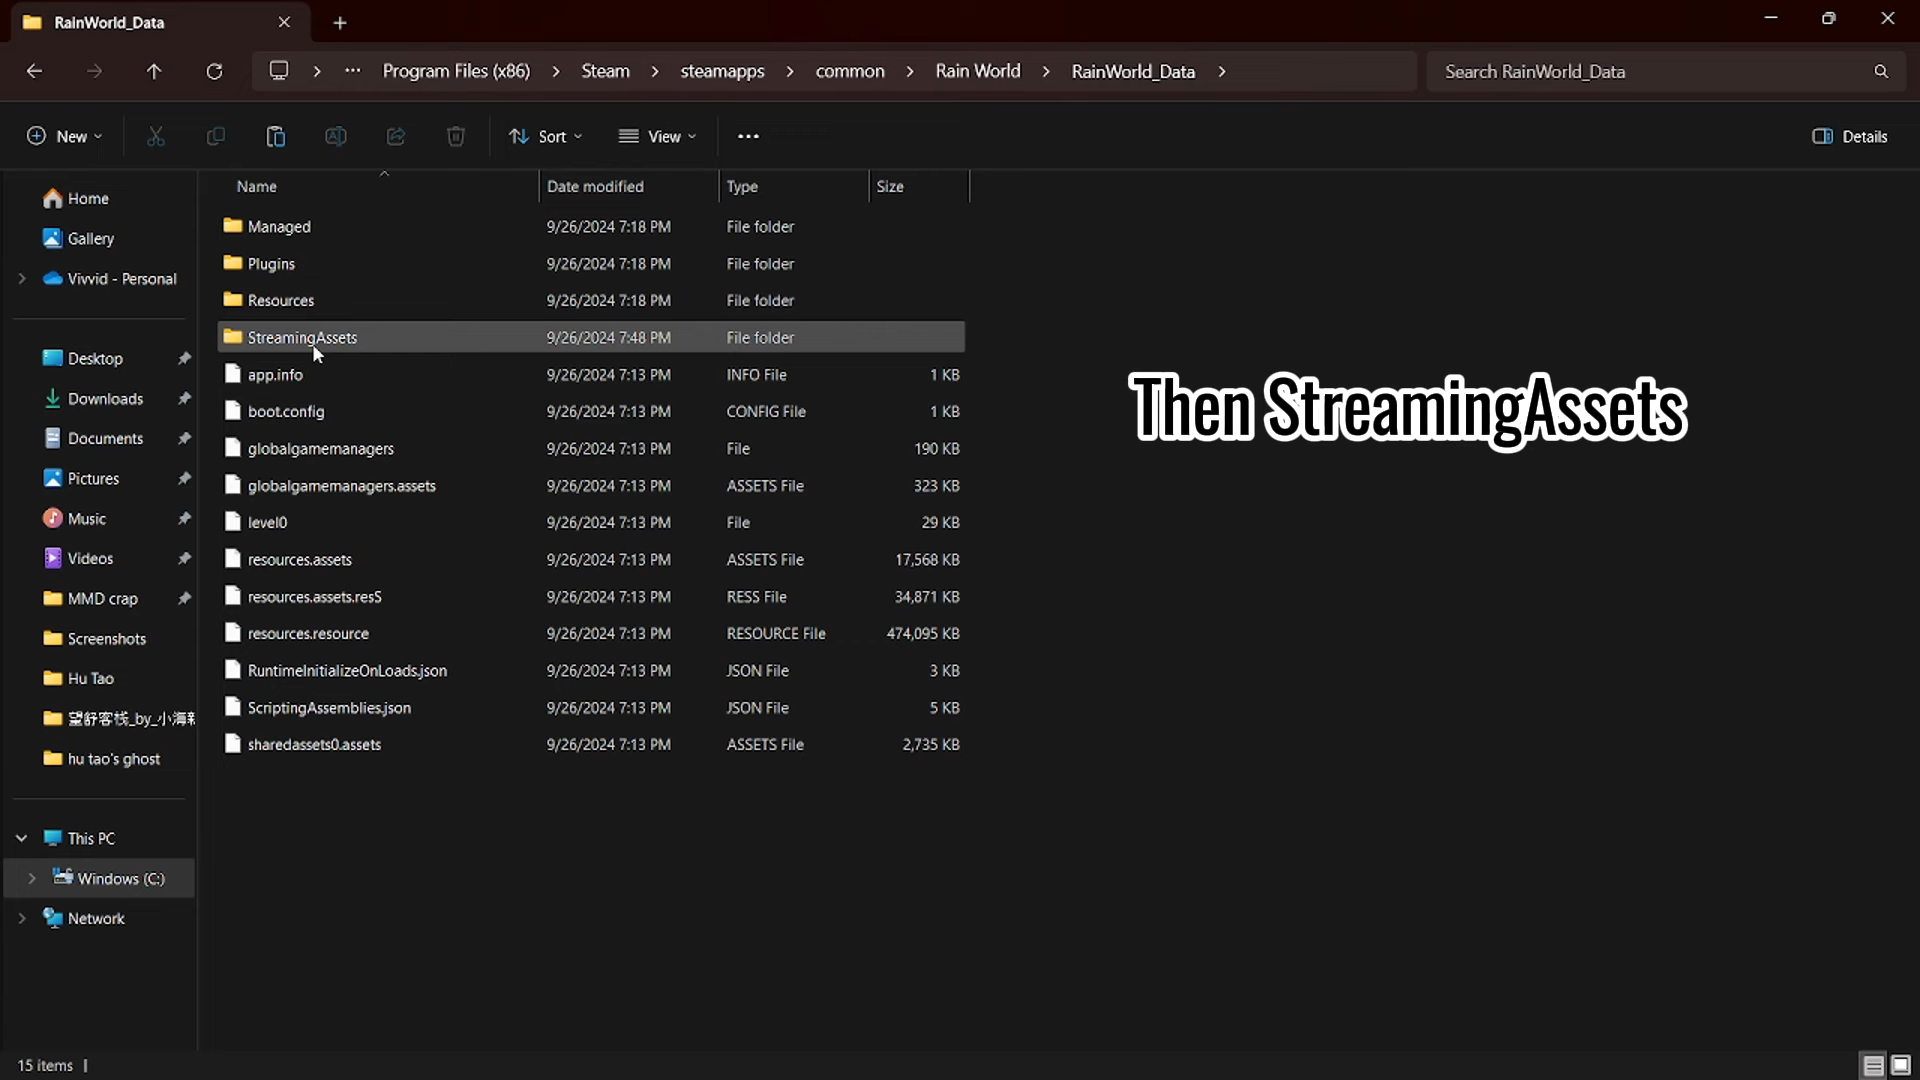 RainWorld_Data
Program Files (x86) Steam steamapps common Rain World RainWorld_Data
Search RainWorld_Data
New Sort View Details
Name Date modified Type Size
Home
Gallery
Vivvid - Personal
Desktop
Downloads
Documents
Pictures
Music
Videos
MMD crap
Screenshots
Hu Tao
望舒客栈_by_小海新
hu tao's ghost
This PC
Windows (C:)
Network
Managed 9/26/2024 7:18 PM File folder
Plugins 9/26/2024 7:18 PM File folder
Resources 9/26/2024 7:18 PM File folder
StreamingAssets 9/26/2024 7:48 PM File folder
app.info 9/26/2024 7:13 PM INFO File 1 KB
boot.config 9/26/2024 7:13 PM CONFIG File 1 KB
globalgamemanagers 9/26/2024 7:13 PM File 190 KB
globalgamemanagers.assets 9/26/2024 7:13 PM ASSETS File 323 KB
level0 9/26/2024 7:13 PM File 29 KB
resources.assets 9/26/2024 7:13 PM ASSETS File 17,568 KB
resources.assets.resS 9/26/2024 7:13 PM RESS File 34,871 KB
resources.resource 9/26/2024 7:13 PM RESOURCE File 474,095 KB
RuntimeInitializeOnLoads.json 9/26/2024 7:13 PM JSON File 3 KB
ScriptingAssemblies.json 9/26/2024 7:13 PM JSON File 5 KB
sharedassets0.assets 9/26/2024 7:13 PM ASSETS File 2,735 KB
Then StreamingAssets
15 items